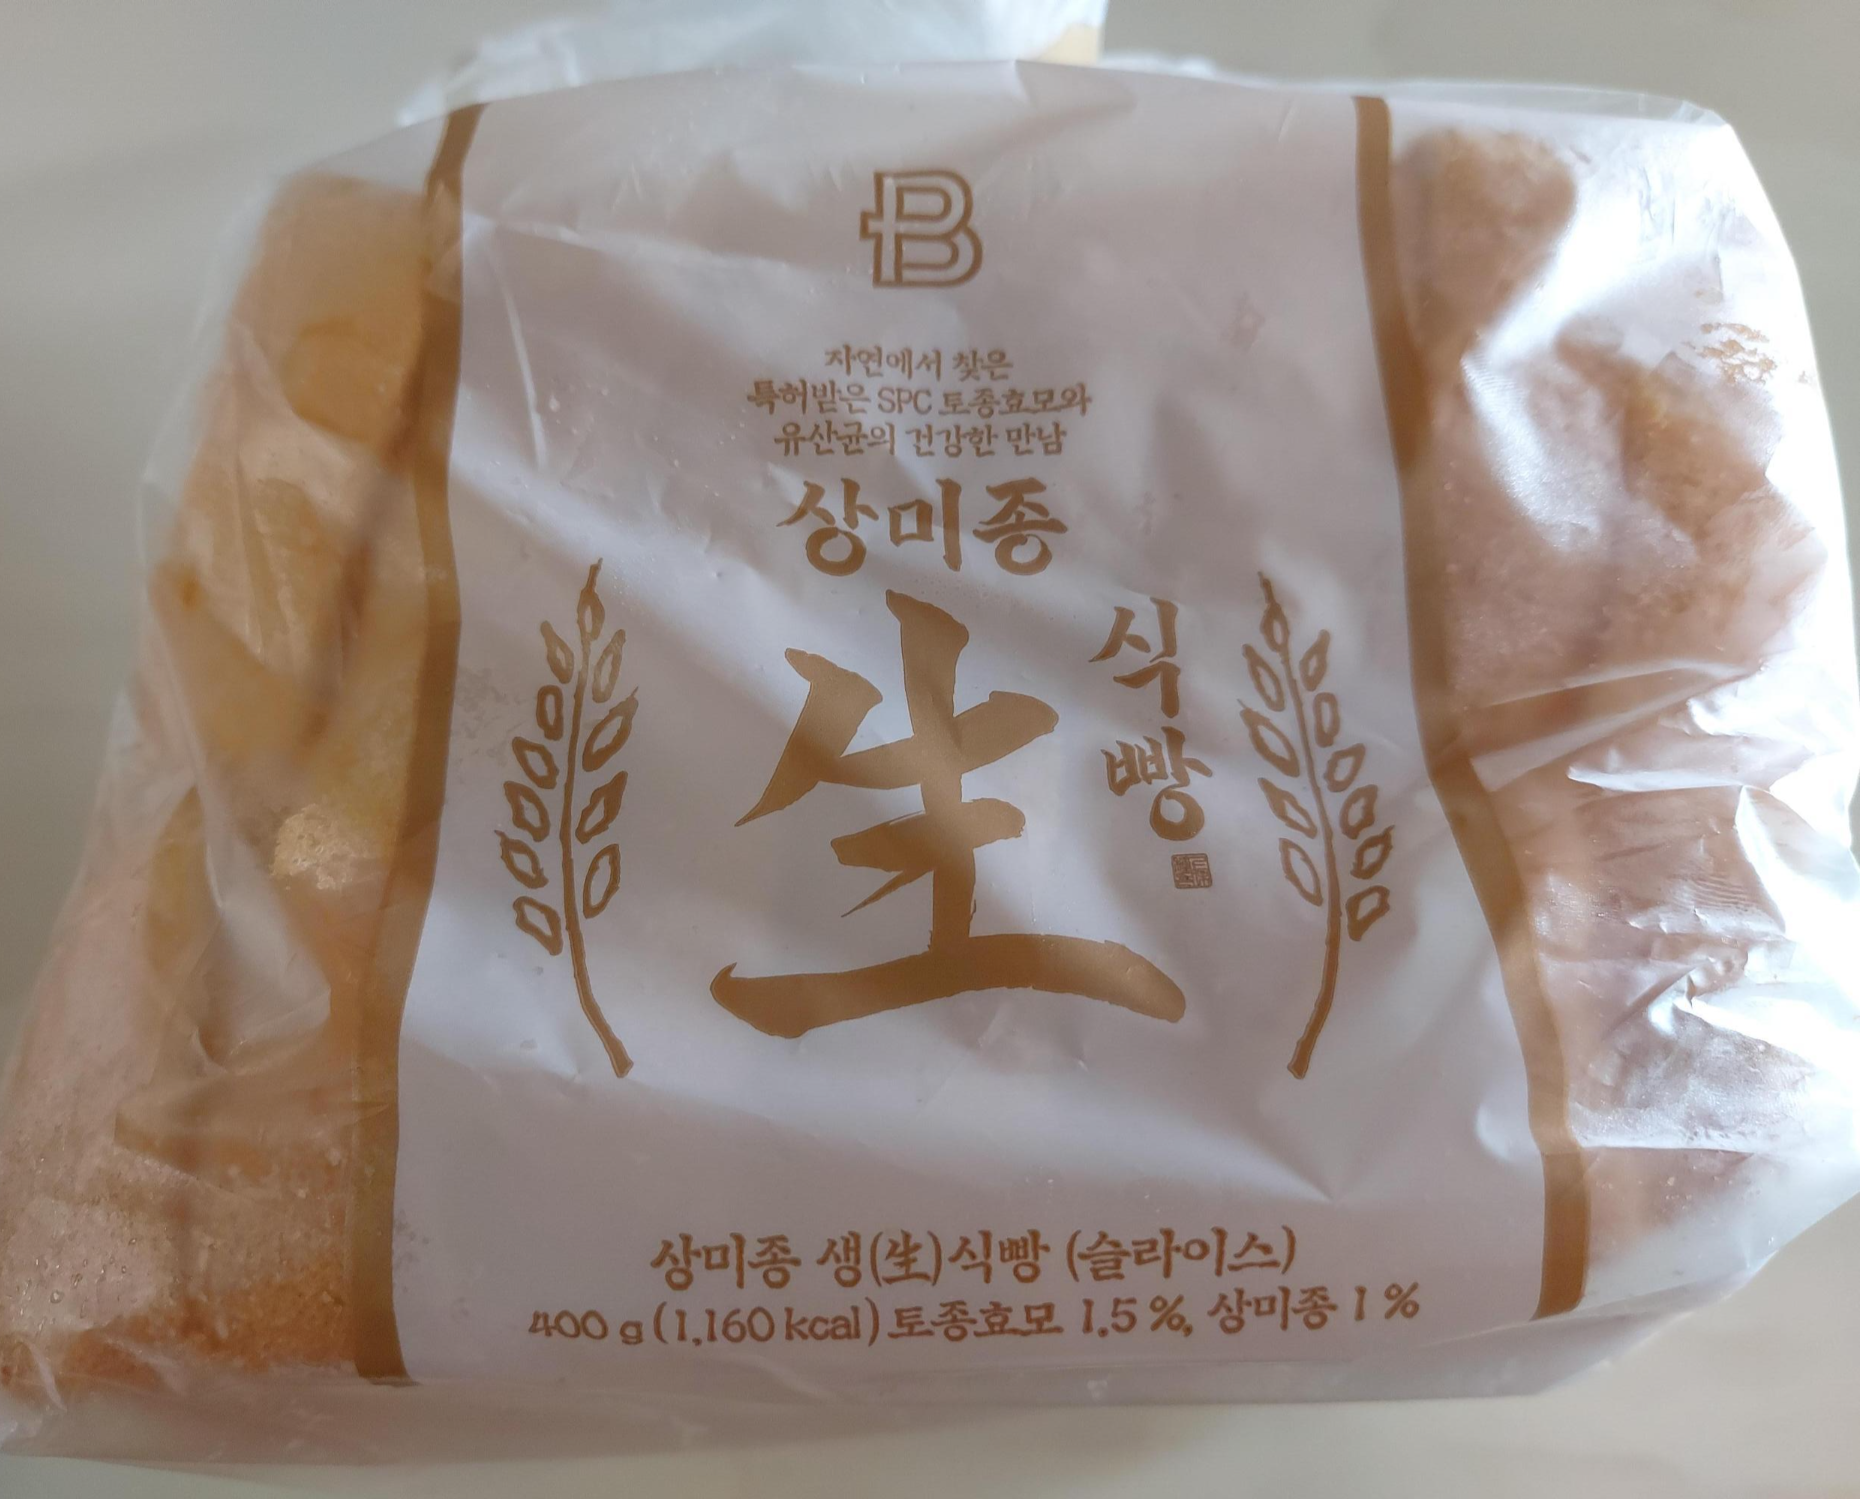 B
자연에서 찾은
특허받은 SPC 토종효모와
유산균의 건강한 만남
상미종
生
식
빵
상미종 생(生)식빵 (슬라이스)
400 g (1,160 kcal) 토종효모 1.5 %, 상미종 1 %